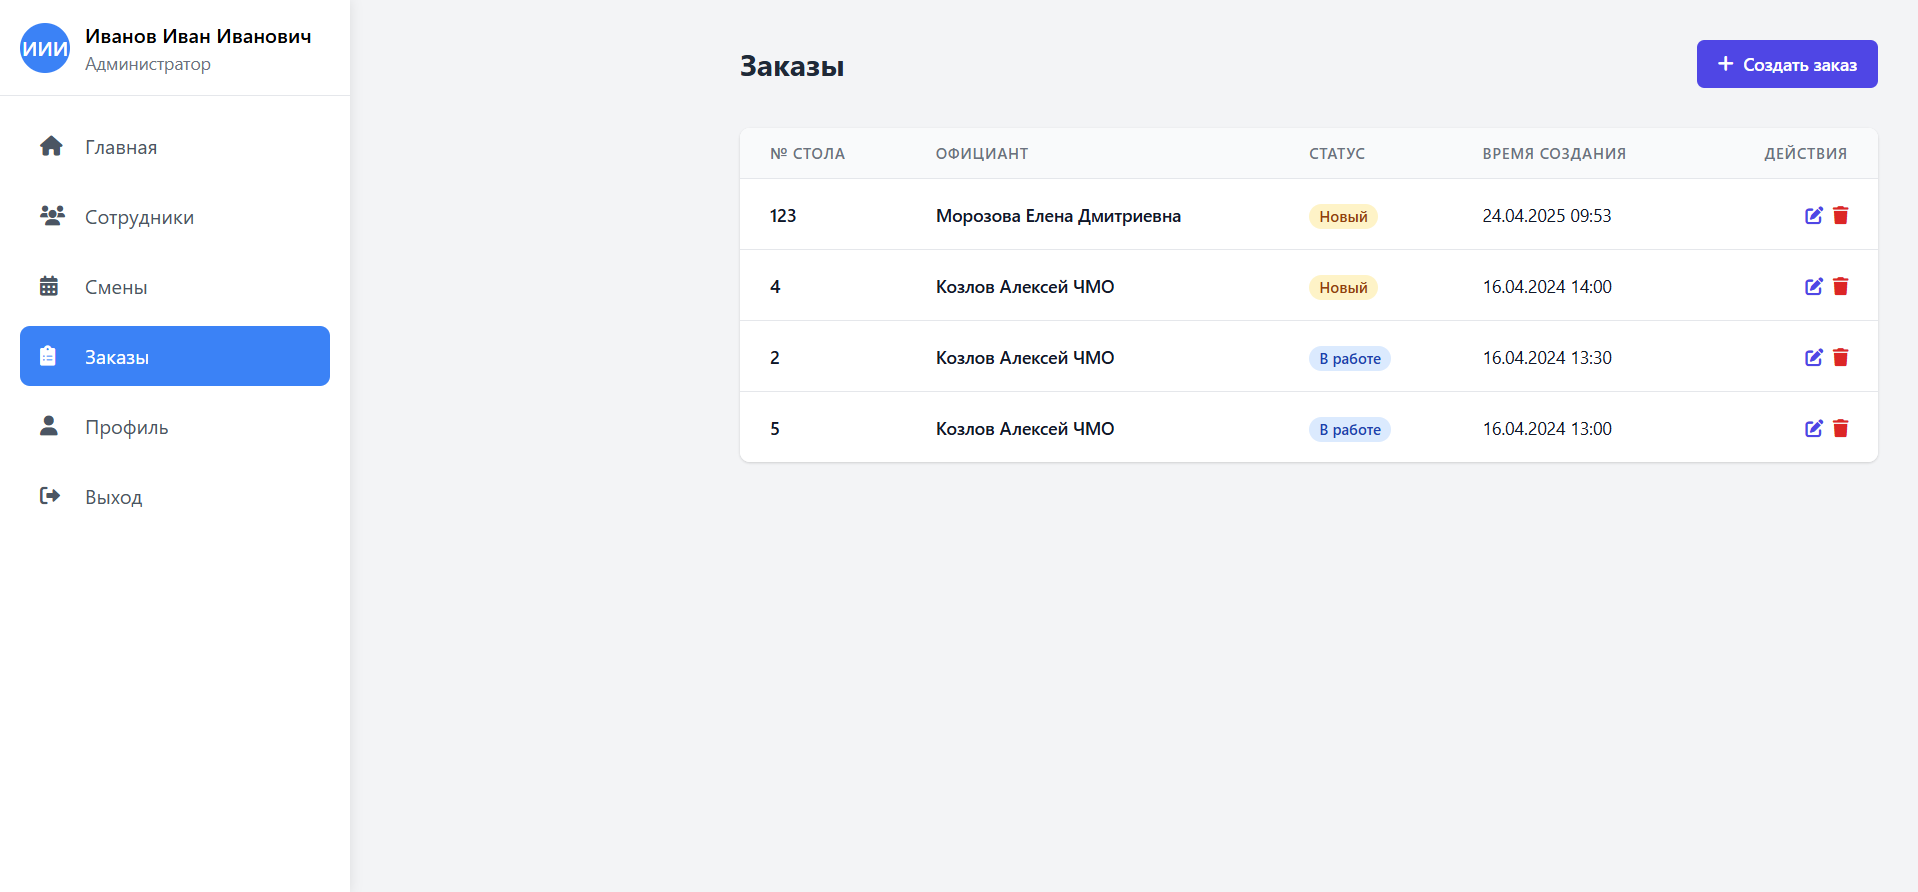 ИИИ
Иванов Иван Иванович
Администратор
Главная
Сотрудники
Смены
Заказы
Профиль
Выход
Заказы
Создать заказ
№ СТОЛА ОФИЦИАНТ СТАТУС ВРЕМЯ СОЗДАНИЯ ДЕЙСТВИЯ
123 Морозова Елена Дмитриевна Новый 24.04.2025 09:53
4 Козлов Алексей ЧМО Новый 16.04.2024 14:00
2 Козлов Алексей ЧМО В работе 16.04.2024 13:30
5 Козлов Алексей ЧМО В работе 16.04.2024 13:00